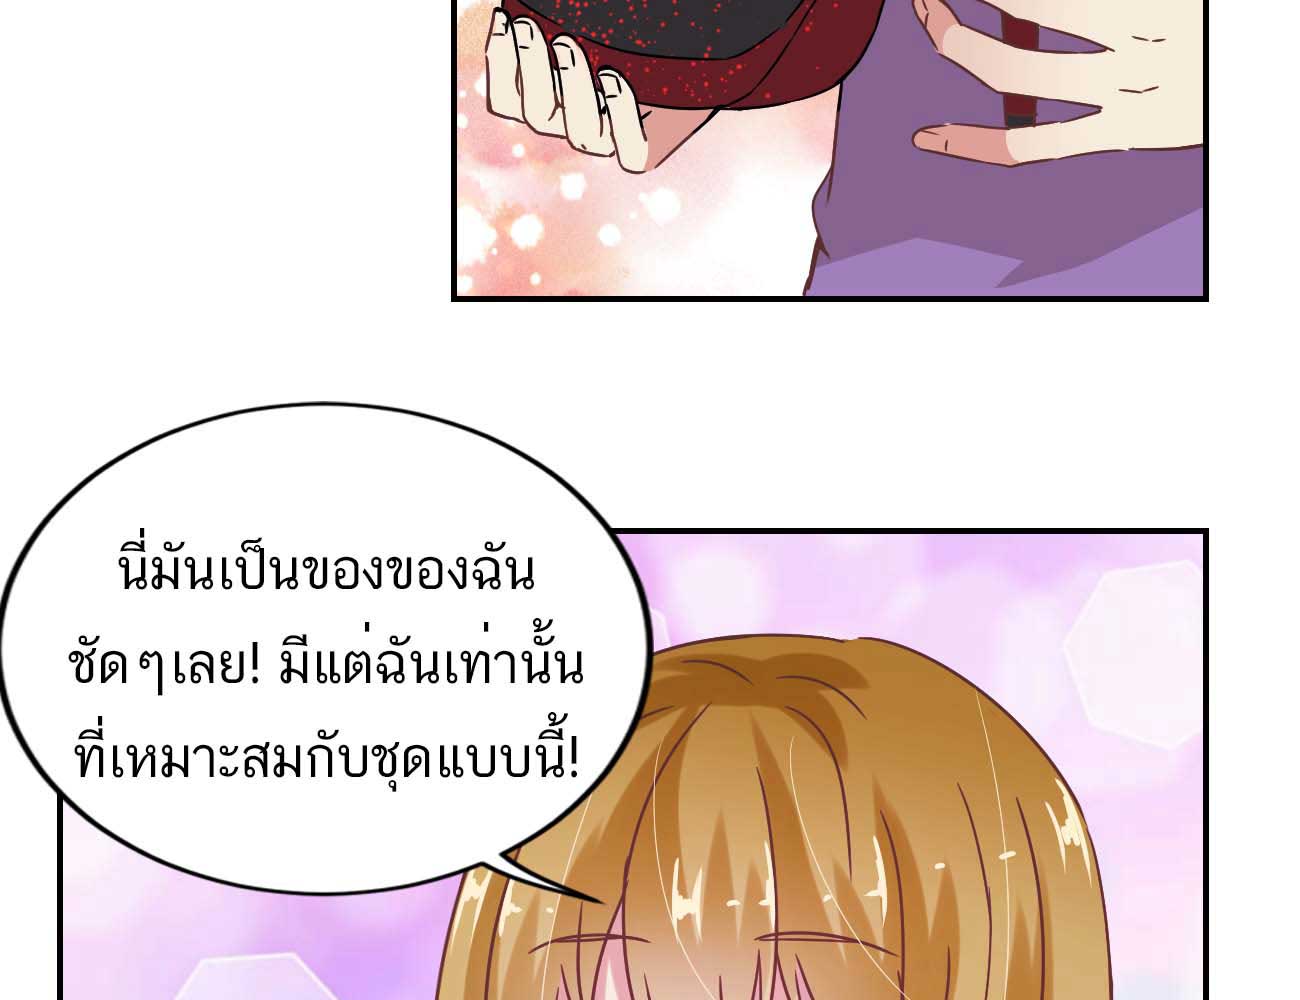 นี่มันเป็นของของฉัน
ชัดๆเลย! มีแต่ฉันเท่านั้น
ที่เหมาะสมกับชุดแบบนี้!